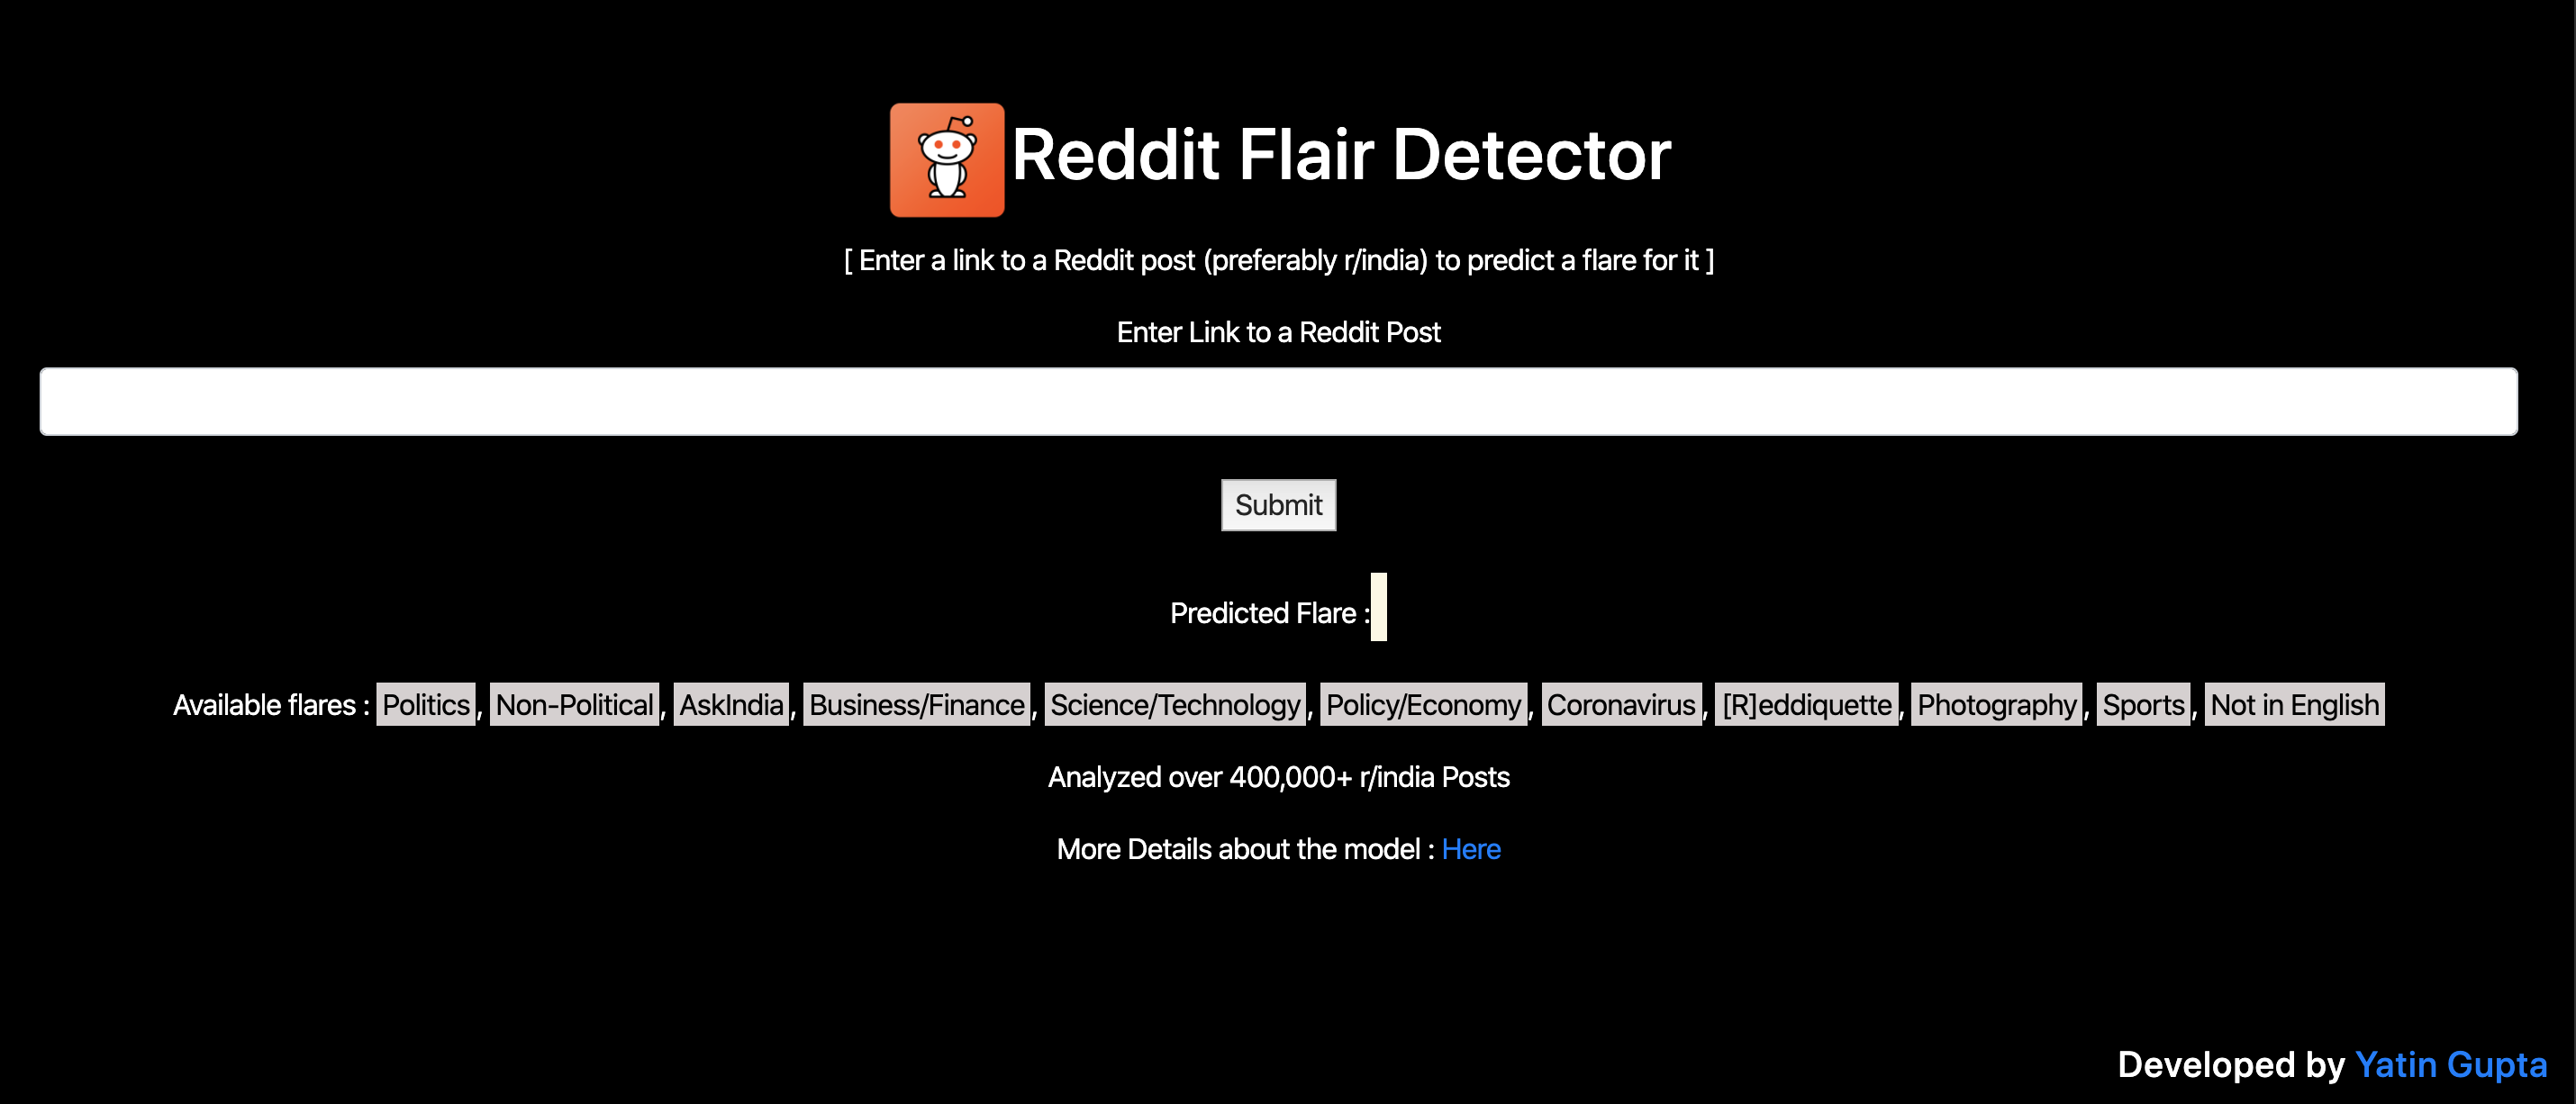 Reddit Flair Detector
[ Enter a link to a Reddit post (preferably r/india) to predict a flare for it ]
Enter Link to a Reddit Post
Submit
Predicted Flare :
Available flares : Politics, Non-Political, AskIndia, Business/Finance, Science/Technology, Policy/Economy, Coronavirus, [R]eddiquette, Photography, Sports, Not in English
Analyzed over 400,000+ r/india Posts
More Details about the model : Here
Developed by Yatin Gupta